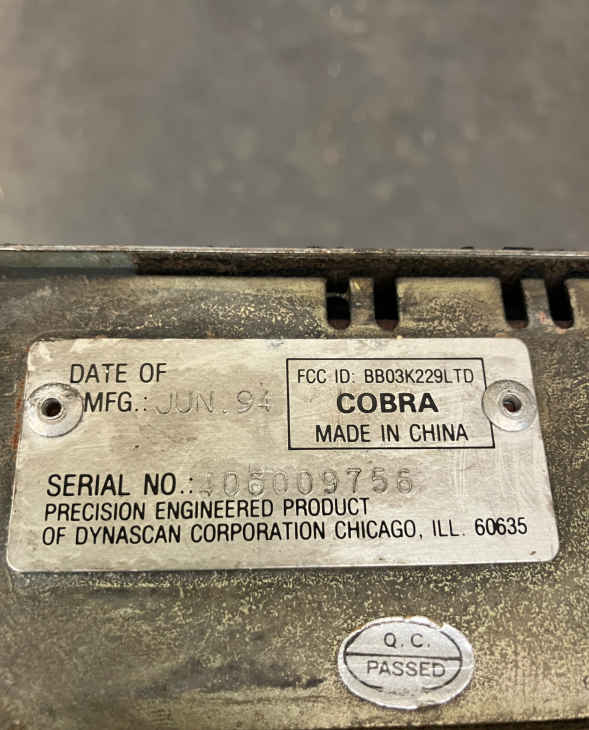 DATE OF
MFG.: JUN. 94
FCC ID: BB03K229LTD
COBRA
MADE IN CHINA
SERIAL NO.: 406009756
PRECISION ENGINEERED PRODUCT
OF DYNASCAN CORPORATION CHICAGO, ILL. 60635
Q.C.
PASSED